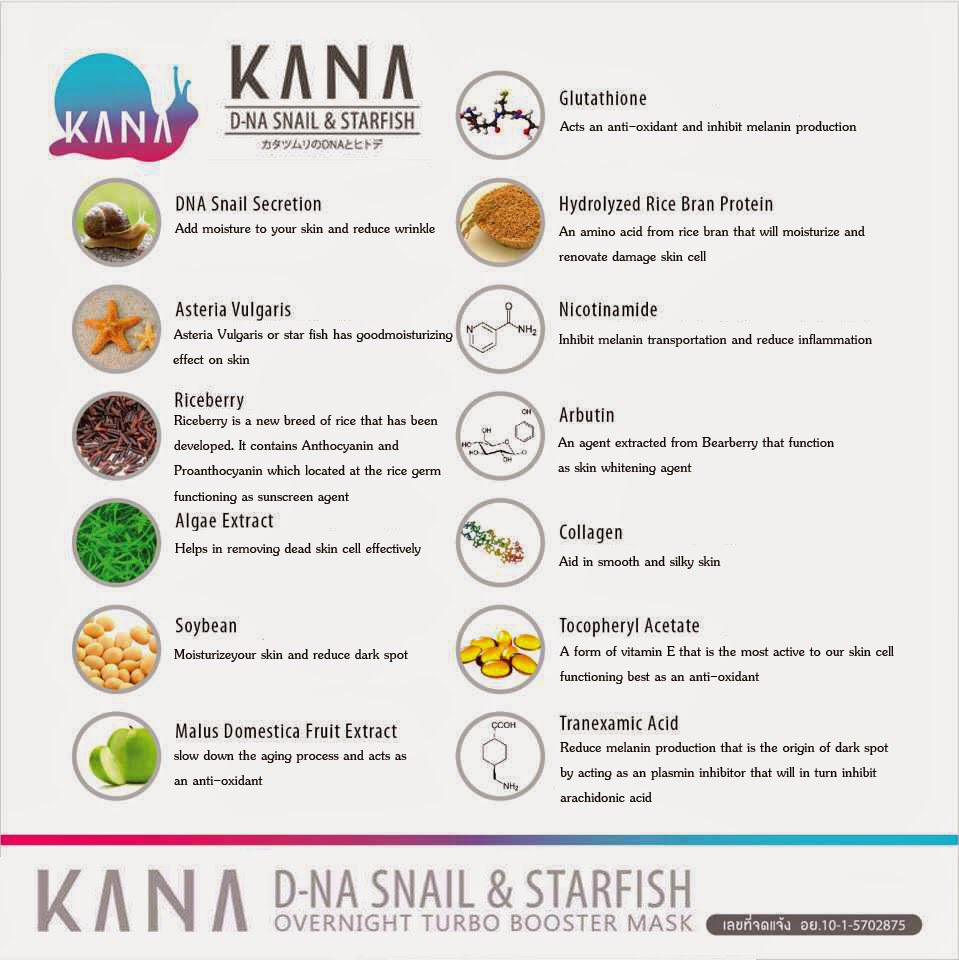 KANA
KANA
D-NA SNAIL & STARFISH
カタツムリのDNAとヒトデ
DNA Snail Secretion
Add moisture to your skin and reduce wrinkle
Asteria Vulgaris
Asteria Vulgaris or star fish has goodmoisturizing
effect on skin
Riceberry
Riceberry is a new breed of rice that has been
developed. It contains Anthocyanin and
Proanthocyanin which located at the rice germ
functioning as sunscreen agent
Algae Extract
Helps in removing dead skin cell effectively
Soybean
Moisturizeyour skin and reduce dark spot
Malus Domestica Fruit Extract
slow down the aging process and acts as
an anti-oxidant
Glutathione
Acts an anti-oxidant and inhibit melanin production
Hydrolyzed Rice Bran Protein
An amino acid from rice bran that will moisturize and
renovate damage skin cell
O
N
NH₂
Nicotinamide
Inhibit melanin transportation and reduce inflammation
OH
OH
HO
O
HO
O
OH
Arbutin
An agent extracted from Bearberry that function
as skin whitening agent
Collagen
Aid in smooth and silky skin
Tocopheryl Acetate
A form of vitamin E that is the most active to our skin cell
functioning best as an anti-oxidant
COOH
NH₂
Tranexamic Acid
Reduce melanin production that is the origin of dark spot
by acting as an plasmin inhibitor that will in turn inhibit
arachidonic acid
KANA
D-NA SNAIL & STARFISH
OVERNIGHT TURBO BOOSTER MASK
เลขที่จดแจ้ง อย.10-1-5702875